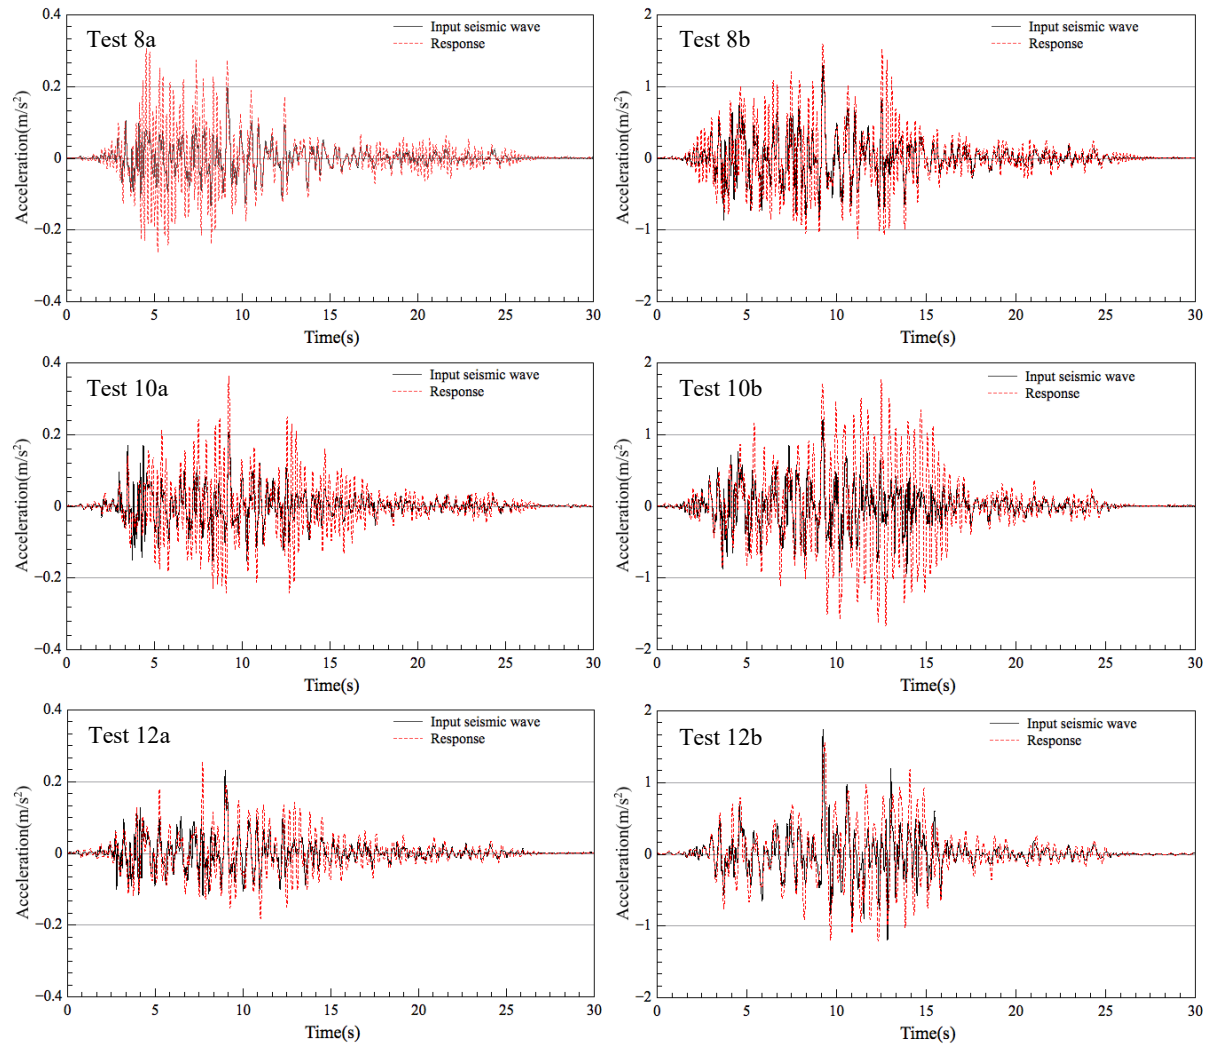 Test 8a
Input seismic wave
Response
Acceleration(m/s²)
0.4
0.2
0
−0.2
−0.4
0 5 10 15 20 25 30
Time(s)
Test 8b
Input seismic wave
Response
Acceleration(m/s²)
2
1
0
−1
−2
0 5 10 15 20 25 30
Time(s)
Test 10a
Input seismic wave
Response
Acceleration(m/s²)
0.4
0.2
0
−0.2
−0.4
0 5 10 15 20 25 30
Time(s)
Test 10b
Input seismic wave
Response
Acceleration(m/s²)
2
1
0
−1
−2
0 5 10 15 20 25 30
Time(s)
Test 12a
Input seismic wave
Response
Acceleration(m/s²)
0.4
0.2
0
−0.2
−0.4
0 5 10 15 20 25 30
Time(s)
Test 12b
Input seismic wave
Response
Acceleration(m/s²)
2
1
0
−1
−2
0 5 10 15 20 25 30
Time(s)